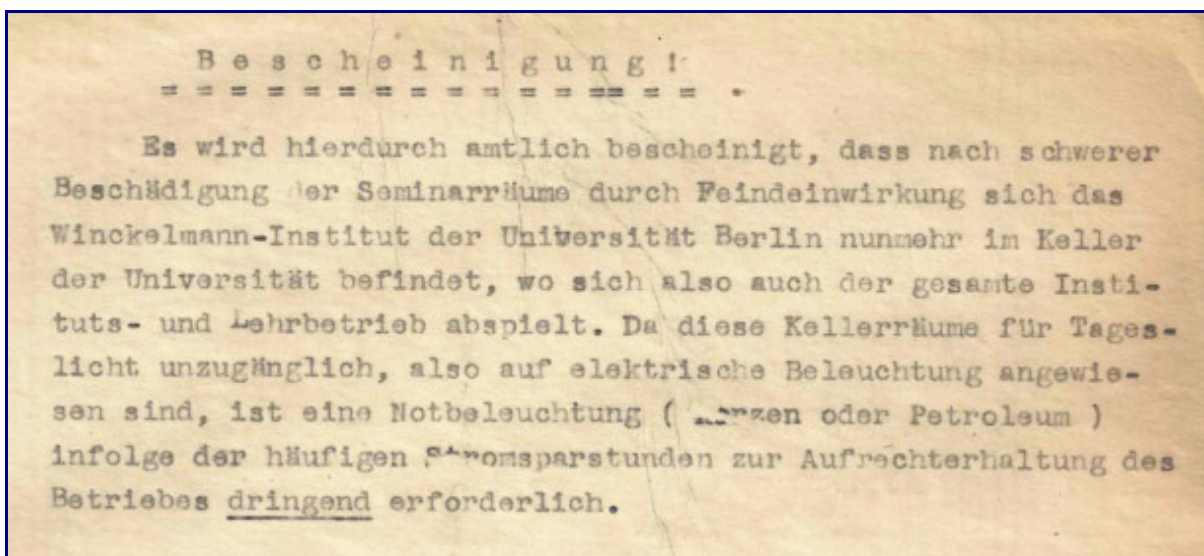 Bescheinigung!
===============
Es wird hierdurch amtlich bescheinigt, dass nach schwerer
Beschädigung der Seminarräume durch Feindeinwirkung sich das
Winckelmann-Institut der Universität Berlin nunmehr im Keller
der Universität befindet, wo sich also auch der gesamte Insti-
tuts- und Lehrbetrieb abspielt. Da diese Kellerräume für Tages-
licht unzugänglich, also auf elektrische Beleuchtung angewie-
sen sind, ist eine Notbeleuchtung ( Kerzen oder Petroleum )
infolge der häufigen Stromsparstunden zur Aufrechterhaltung des
Betriebes dringend erforderlich.